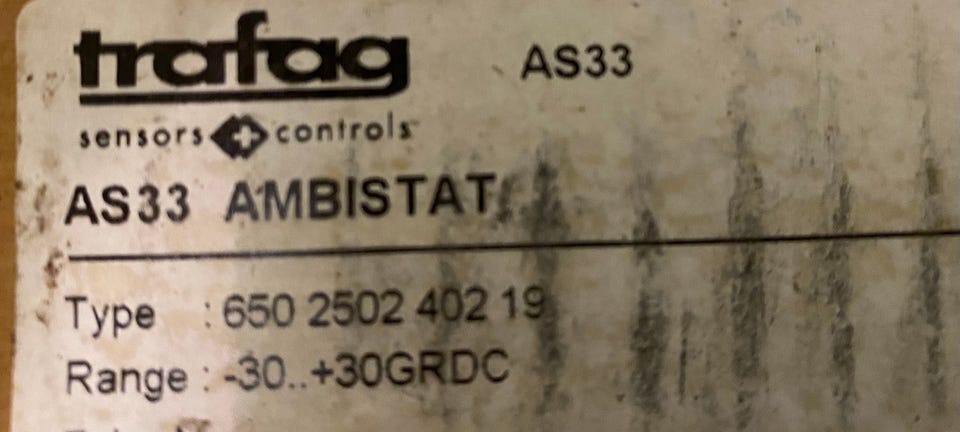 trafag AS33
sensors controls
AS33 AMBISTAT
Type : 650 2502 402 19
Range : -30..+30GRDC